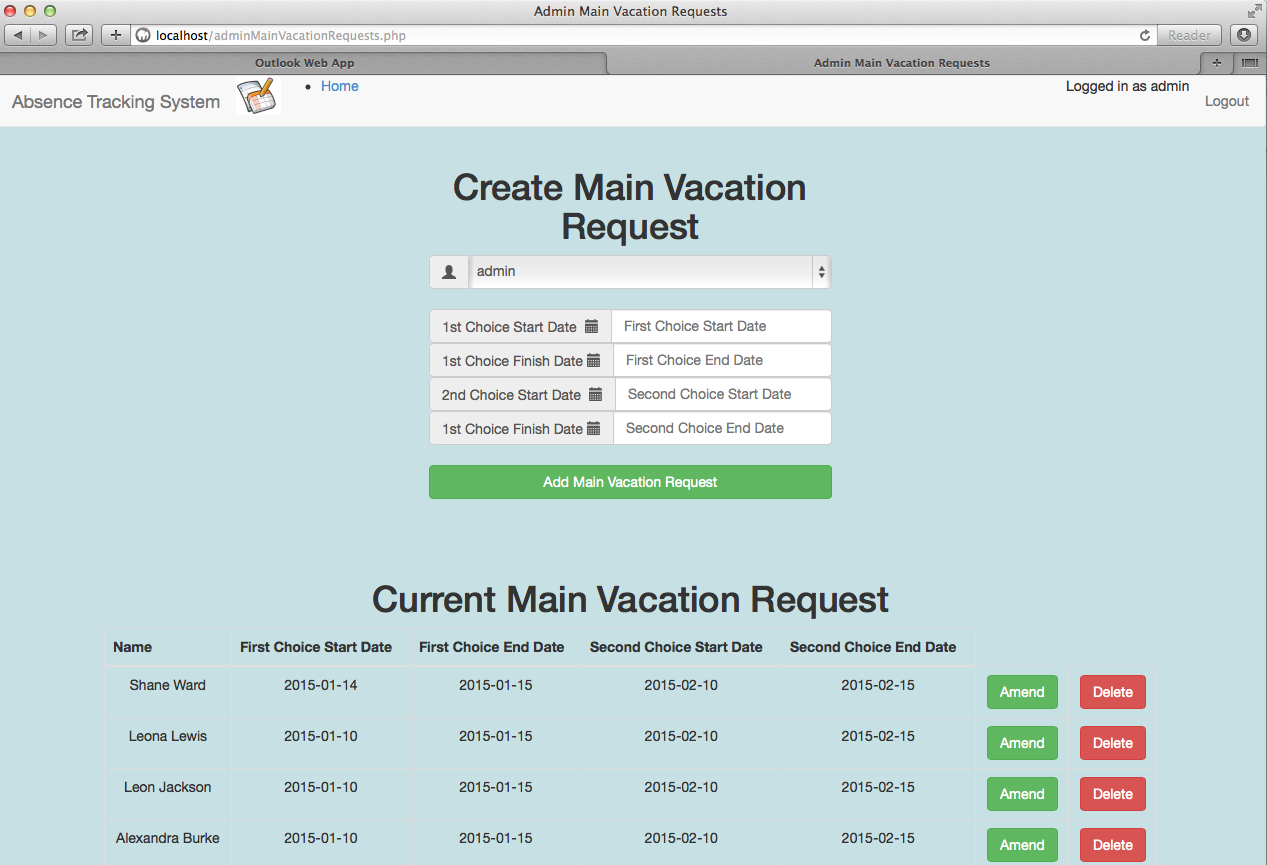 Admin Main Vacation Requests
localhost/adminMainVacationRequests.php
Reader
Outlook Web App
Admin Main Vacation Requests
Absence Tracking System
Home
Logged in as admin
Logout
Create Main Vacation
Request
admin
1st Choice Start Date First Choice Start Date
1st Choice Finish Date First Choice End Date
2nd Choice Start Date Second Choice Start Date
1st Choice Finish Date Second Choice End Date
Add Main Vacation Request
Current Main Vacation Request
Name First Choice Start Date First Choice End Date Second Choice Start Date Second Choice End Date
Shane Ward 2015-01-14 2015-01-15 2015-02-10 2015-02-15 Amend Delete
Leona Lewis 2015-01-10 2015-01-15 2015-02-10 2015-02-15 Amend Delete
Leon Jackson 2015-01-10 2015-01-15 2015-02-10 2015-02-15 Amend Delete
Alexandra Burke 2015-01-10 2015-01-15 2015-02-10 2015-02-15 Amend Delete